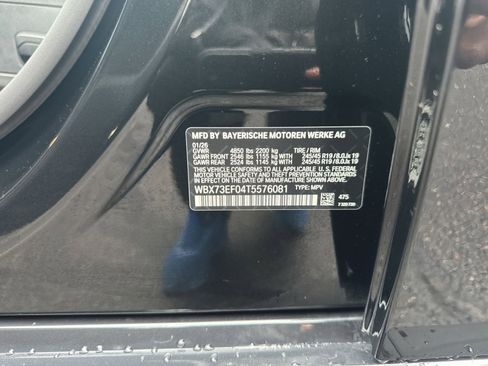 MFD BY BAYERISCHE MOTOREN WERKE AG
01/26
GVWR 4850 lbs 2200 kg TIRE / RIM
GAWR FRONT 2546 lbs 1155 kg WITH 245/45 R19 / 8.0Jx 19
GAWR REAR 2524 lbs 1145 kg WITH 245/45 R19 / 8.0Jx 19
THIS VEHICLE CONFORMS TO ALL APPLICABLE U.S. FEDERAL
MOTOR VEHICLE SAFETY AND THEFT PREVENTION
STANDARDS IN EFFECT ON THE DATE OF MANUFACTURE SHOWN ABOVE.
WBX73EF04T5576081 TYPE: MPV
475